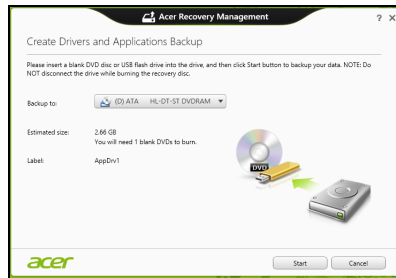 Acer Recovery Management
? X
Create Drivers and Applications Backup
Please insert a blank DVD disc or USB flash drive into the drive, and then click Start button to backup your data. NOTE: Do
NOT disconnect the drive while burning the recovery disc.
Backup to:
(D) ATA HL-DT-ST DVDRAM
Estimated size:
2.66 GB
You will need 1 blank DVDs to burn.
Label:
AppDrv1
DVD
acer
Start
Cancel